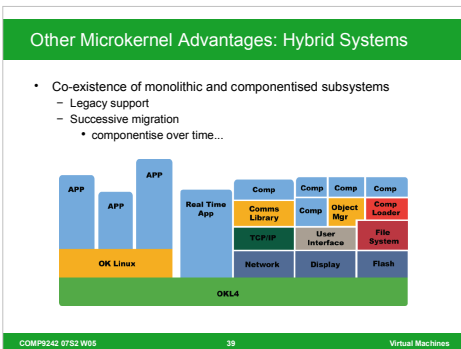 Other Microkernel Advantages: Hybrid Systems
• Co-existence of monolithic and componentised subsystems
– Legacy support
– Successive migration
• componentise over time...
APP
APP
APP
OK Linux
Real Time
App
Comp
Comms
Library
TCP/IP
Network
Comp
Comp
Comp
Comp
Object
Mgr
Comp
Loader
User
Interface
File
System
Display
Flash
OKL4
COMP9242 07S2 W05
39
Virtual Machines